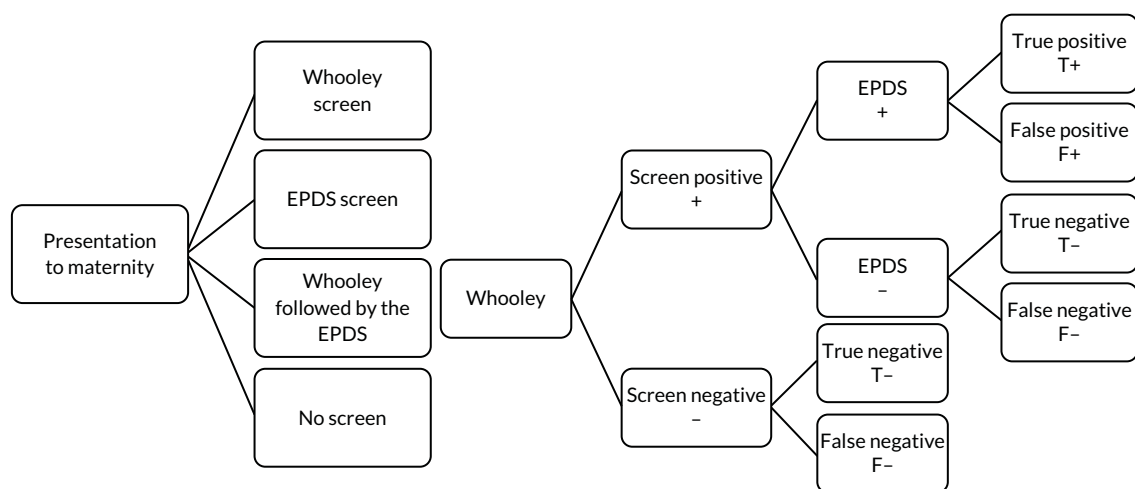 Presentation
to maternity
Whooley
screen
EPDS screen
Whooley
followed by the
EPDS
No screen
Whooley
Screen positive
+
Screen negative
–
EPDS
+
EPDS
–
True negative
T–
False negative
F–
True positive
T+
False positive
F+
True negative
T–
False negative
F–